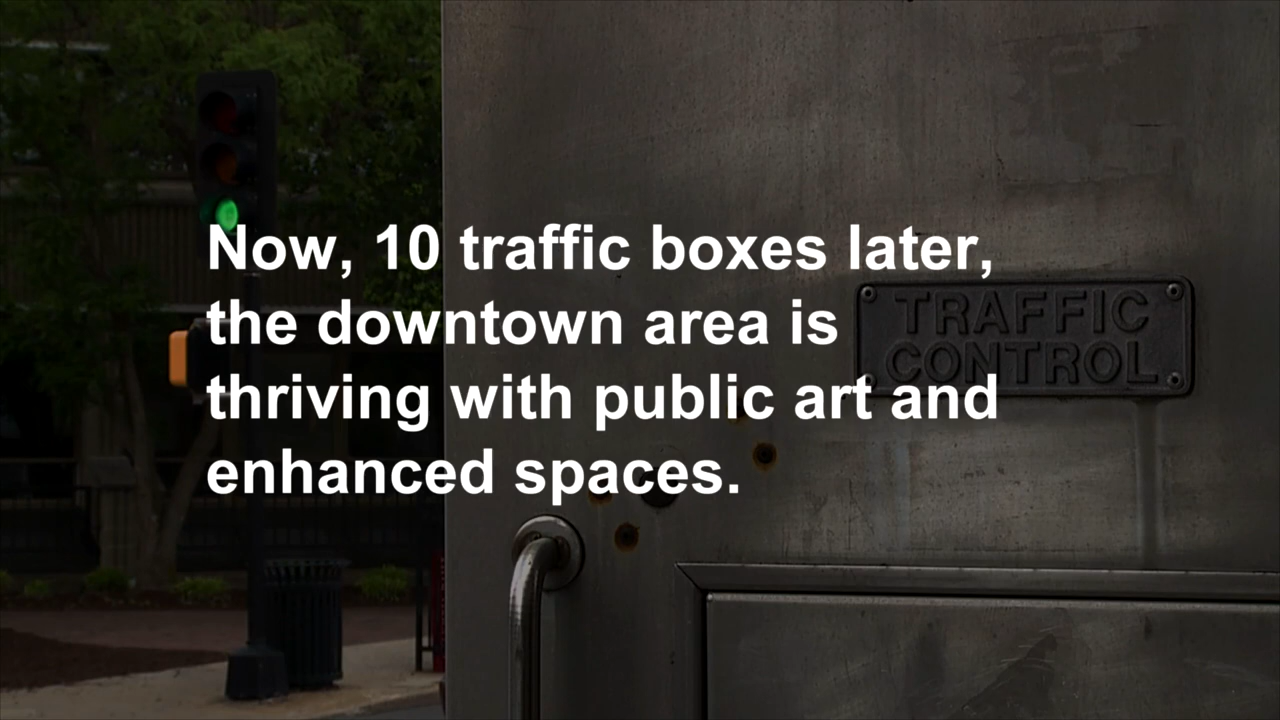 Now, 10 traffic boxes later,
the downtown area is
thriving with public art and
enhanced spaces.
TRAFFIC
CONTROL